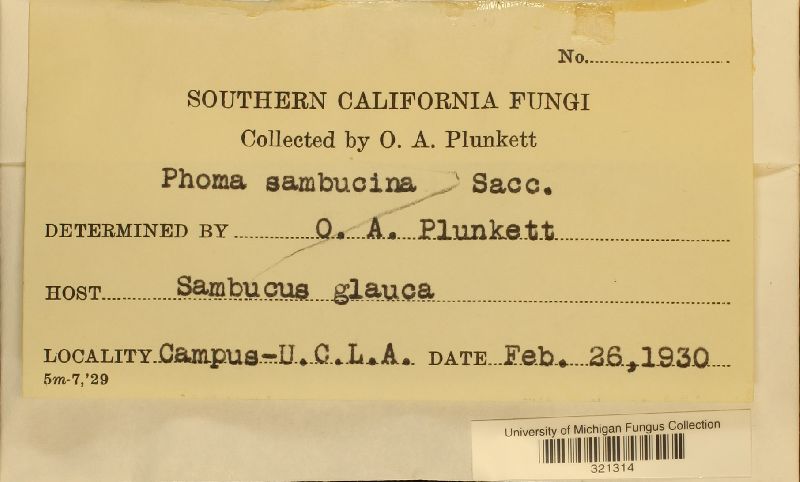 No.
SOUTHERN CALIFORNIA FUNGI
Collected by O. A. Plunkett
Phoma sambucina Sacc.
DETERMINED BY O. A. Plunkett
HOST Sambucus glauca
LOCALITY Campus-U.C.L.A. DATE Feb. 26,1930
5m-7,'29
University of Michigan Fungus Collection
321314